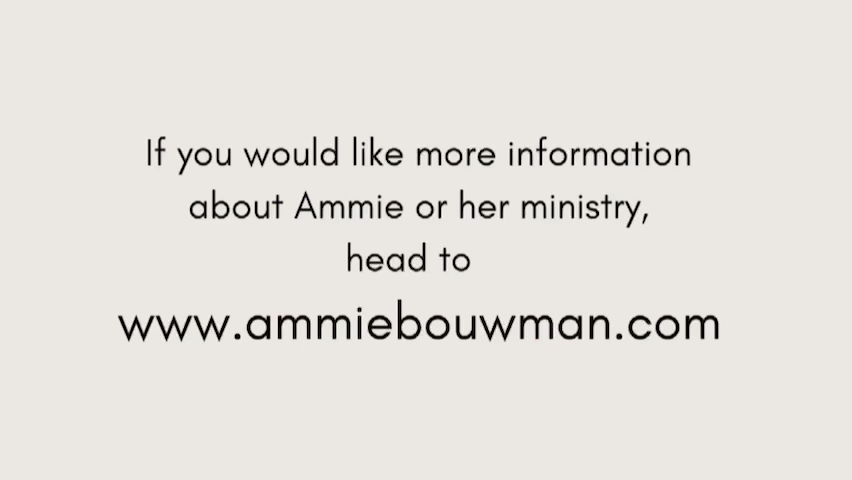 If you would like more information
about Ammie or her ministry,
head to
www.ammiebouwman.com